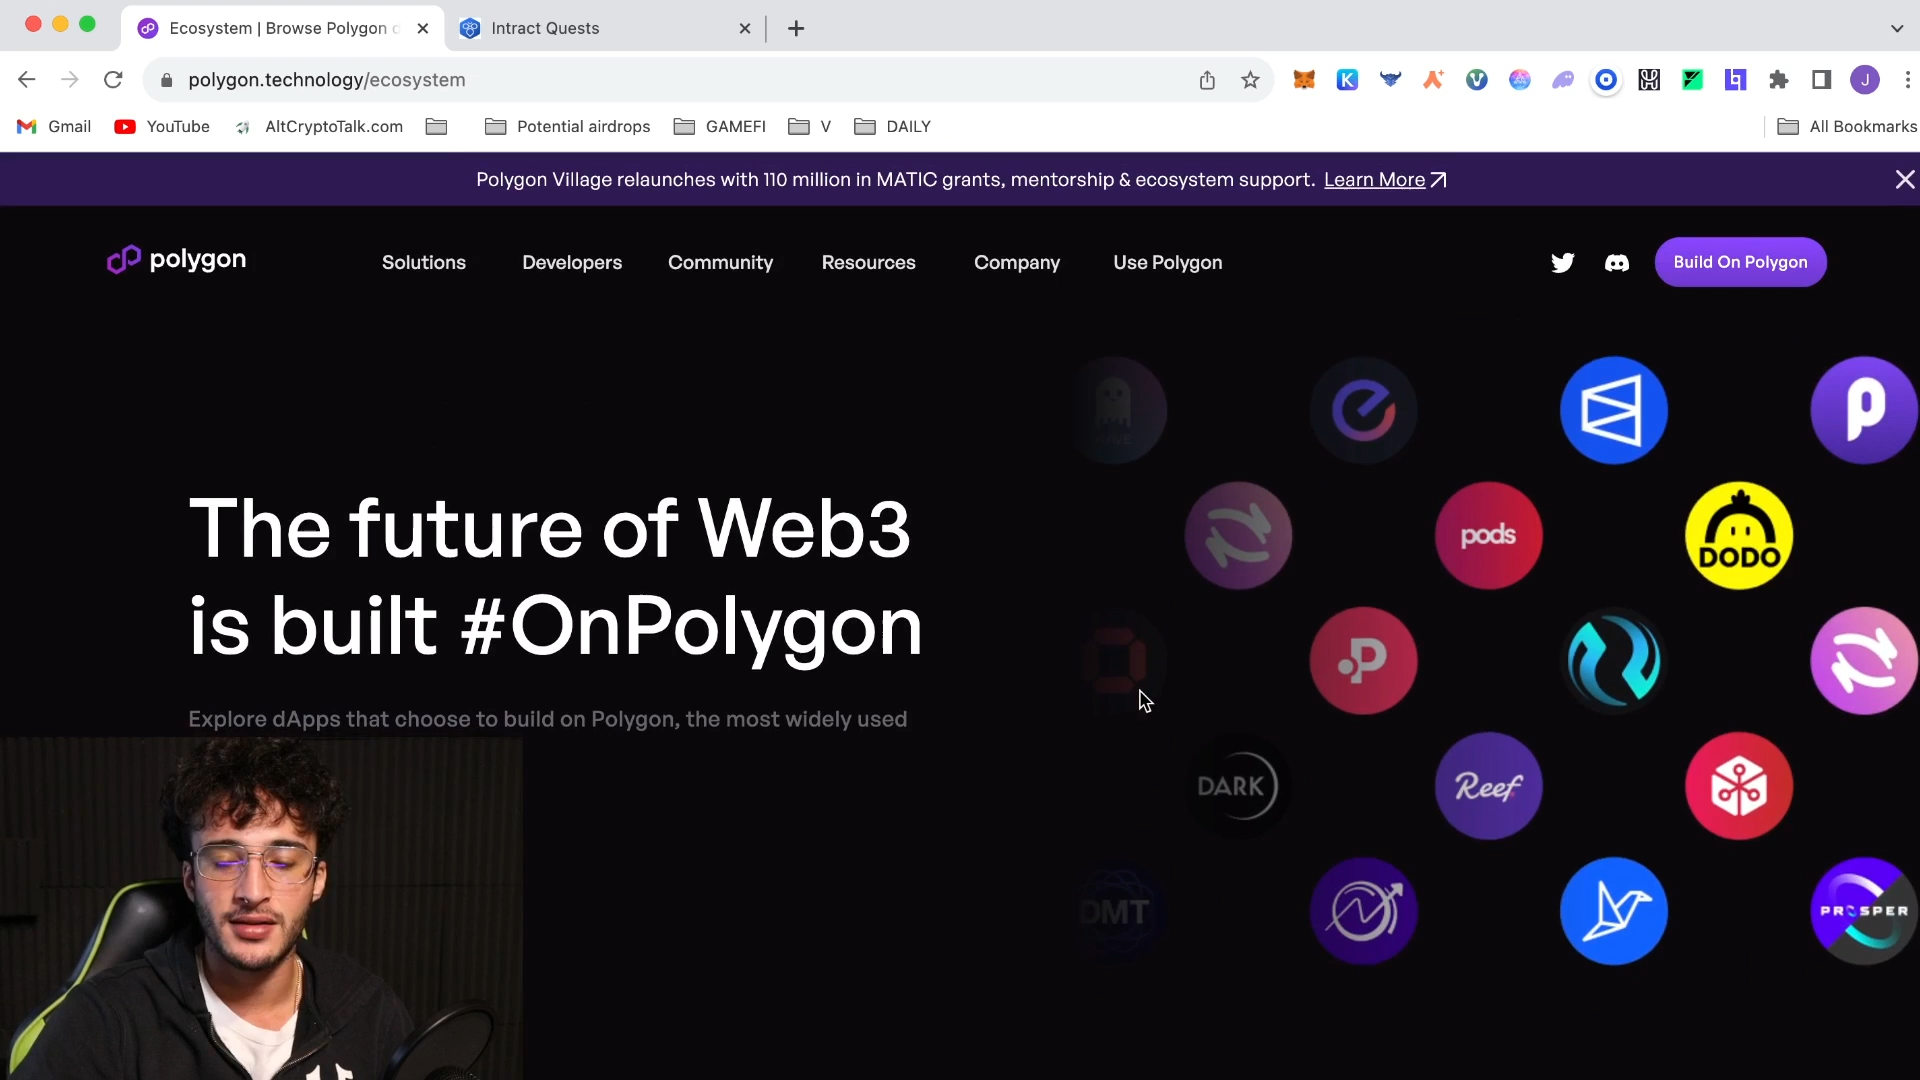 Ecosystem | Browse Polygon
Intract Quests
polygon.technology/ecosystem
J
Gmail
YouTube
AltCryptoTalk.com
Potential airdrops
GAMEFI
V
DAILY
All Bookmarks
Polygon Village relaunches with 110 million in MATIC grants, mentorship & ecosystem support. Learn More
polygon
Solutions
Developers
Community
Resources
Company
Use Polygon
Build On Polygon
The future of Web3
is built #OnPolygon
Explore dApps that choose to build on Polygon, the most widely used
AAVE
pods
DODO
DARK
Reef
DMT
PROSPER